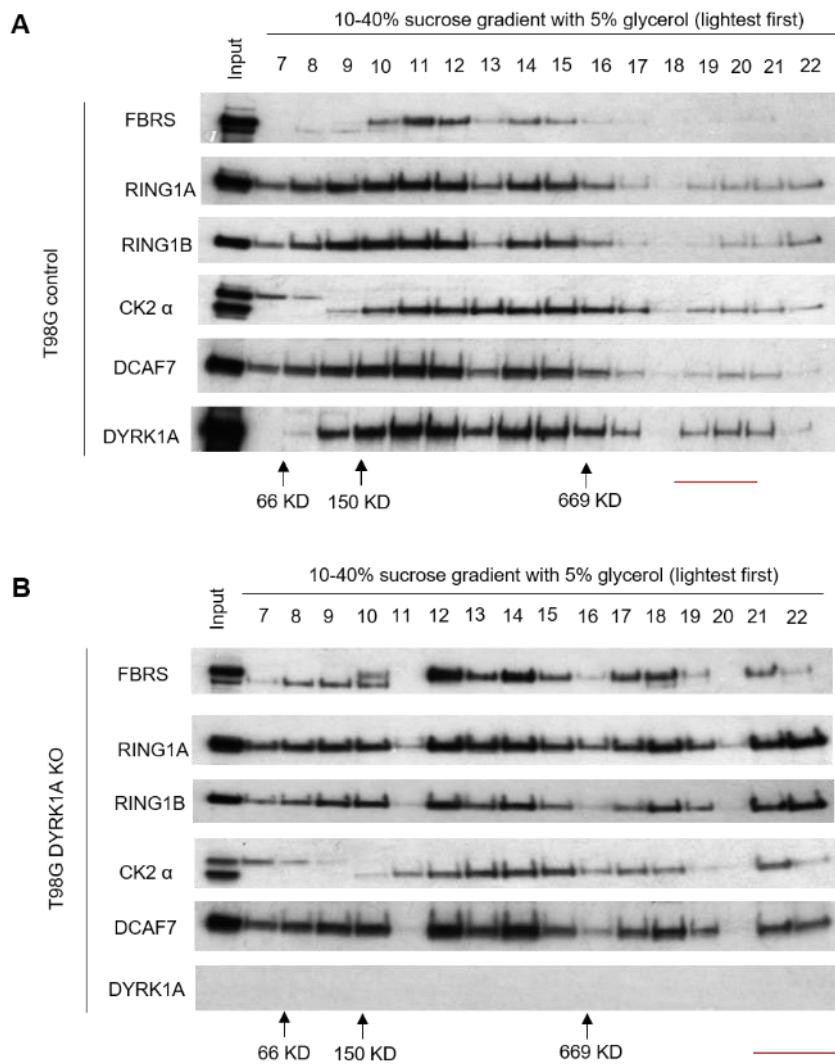 A
10-40% sucrose gradient with 5% glycerol (lightest first)
Input 7 8 9 10 11 12 13 14 15 16 17 18 19 20 21 22
T98G control
FBRS
RING1A
RING1B
CK2 α
DCAF7
DYRK1A
66 KD 150 KD 669 KD
B
10-40% sucrose gradient with 5% glycerol (lightest first)
Input 7 8 9 10 11 12 13 14 15 16 17 18 19 20 21 22
T98G DYRK1A KO
FBRS
RING1A
RING1B
CK2 α
DCAF7
DYRK1A
66 KD 150 KD 669 KD